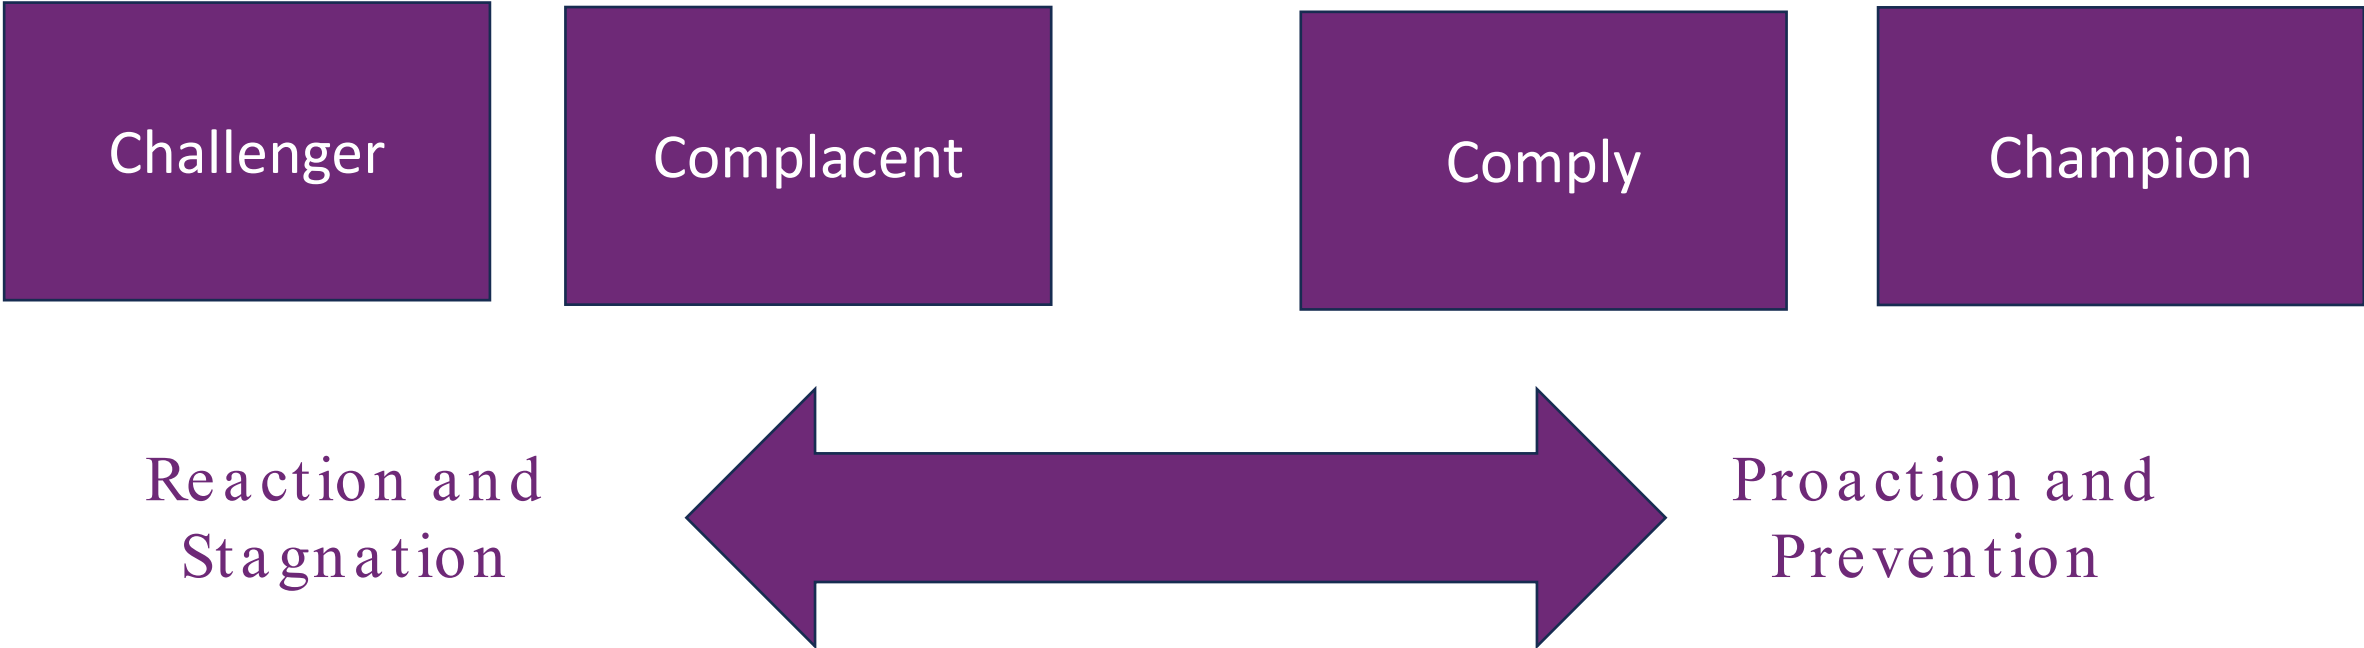 Challenger
Complacent
Comply
Champion
Reaction and
Stagnation
Proaction and
Prevention